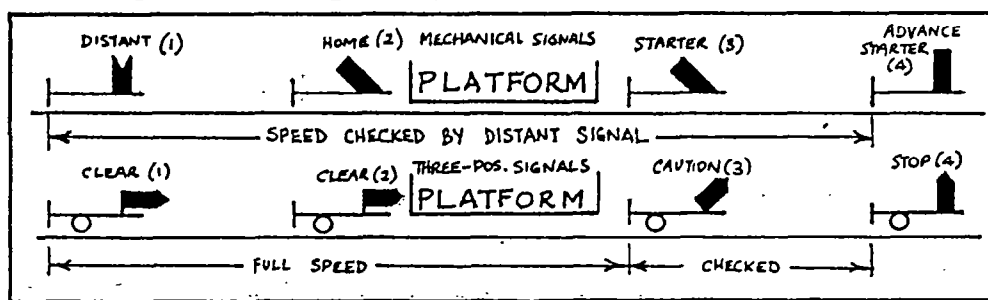 DISTANT (1)
HOME (2)
MECHANICAL SIGNALS
STARTER (3)
ADVANCE
STARTER
(4)
PLATFORM
SPEED CHECKED BY DISTANT SIGNAL
CLEAR (1)
CLEAR (2)
THREE-POS. SIGNALS
CAUTION (3)
STOP (4)
PLATFORM
FULL SPEED
CHECKED